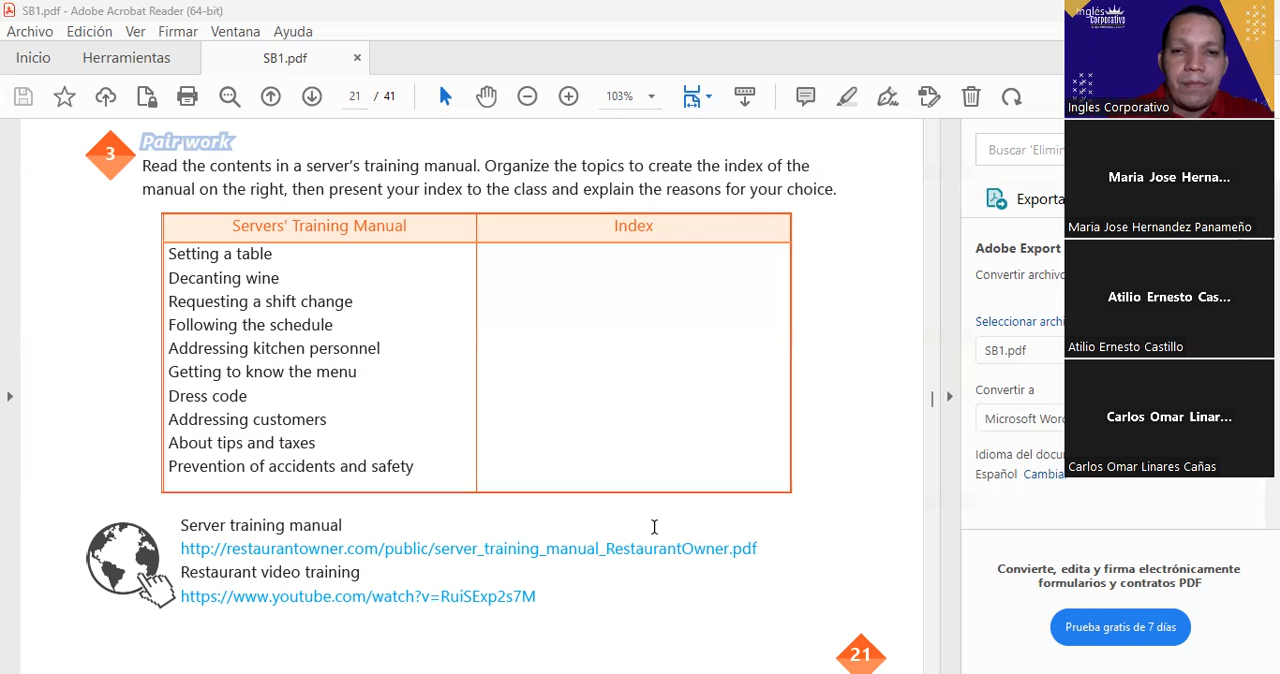 SB1.pdf - Adobe Acrobat Reader (64-bit)
Archivo Edición Ver Firmar Ventana Ayuda
Inicio Herramientas SB1.pdf ×
21 / 41 103%
3
Pair work
Read the contents in a server's training manual. Organize the topics to create the index of the
manual on the right, then present your index to the class and explain the reasons for your choice.
Servers' Training Manual Index
Setting a table
Decanting wine
Requesting a shift change
Following the schedule
Addressing kitchen personnel
Getting to know the menu
Dress code
Addressing customers
About tips and taxes
Prevention of accidents and safety
Server training manual
http://restaurantowner.com/public/server_training_manual_RestaurantOwner.pdf
Restaurant video training
https://www.youtube.com/watch?v=RuiSExp2s7M
21
Buscar 'Elimin
Exporta
Adobe Export
Convertir archivo
Seleccionar archi
SB1.pdf
Convertir a
Microsoft Word
Idioma del docu
Español Cambia
Convierte, edita y firma electrónicamente
formularios y contratos PDF
Prueba gratis de 7 días
Inglés
Corporativo
Ingles Corporativo
Maria Jose Herna...
Maria Jose Hernandez Panameño
Atilio Ernesto Cas...
Atilio Ernesto Castillo
Carlos Omar Linar...
Carlos Omar Linares Cañas